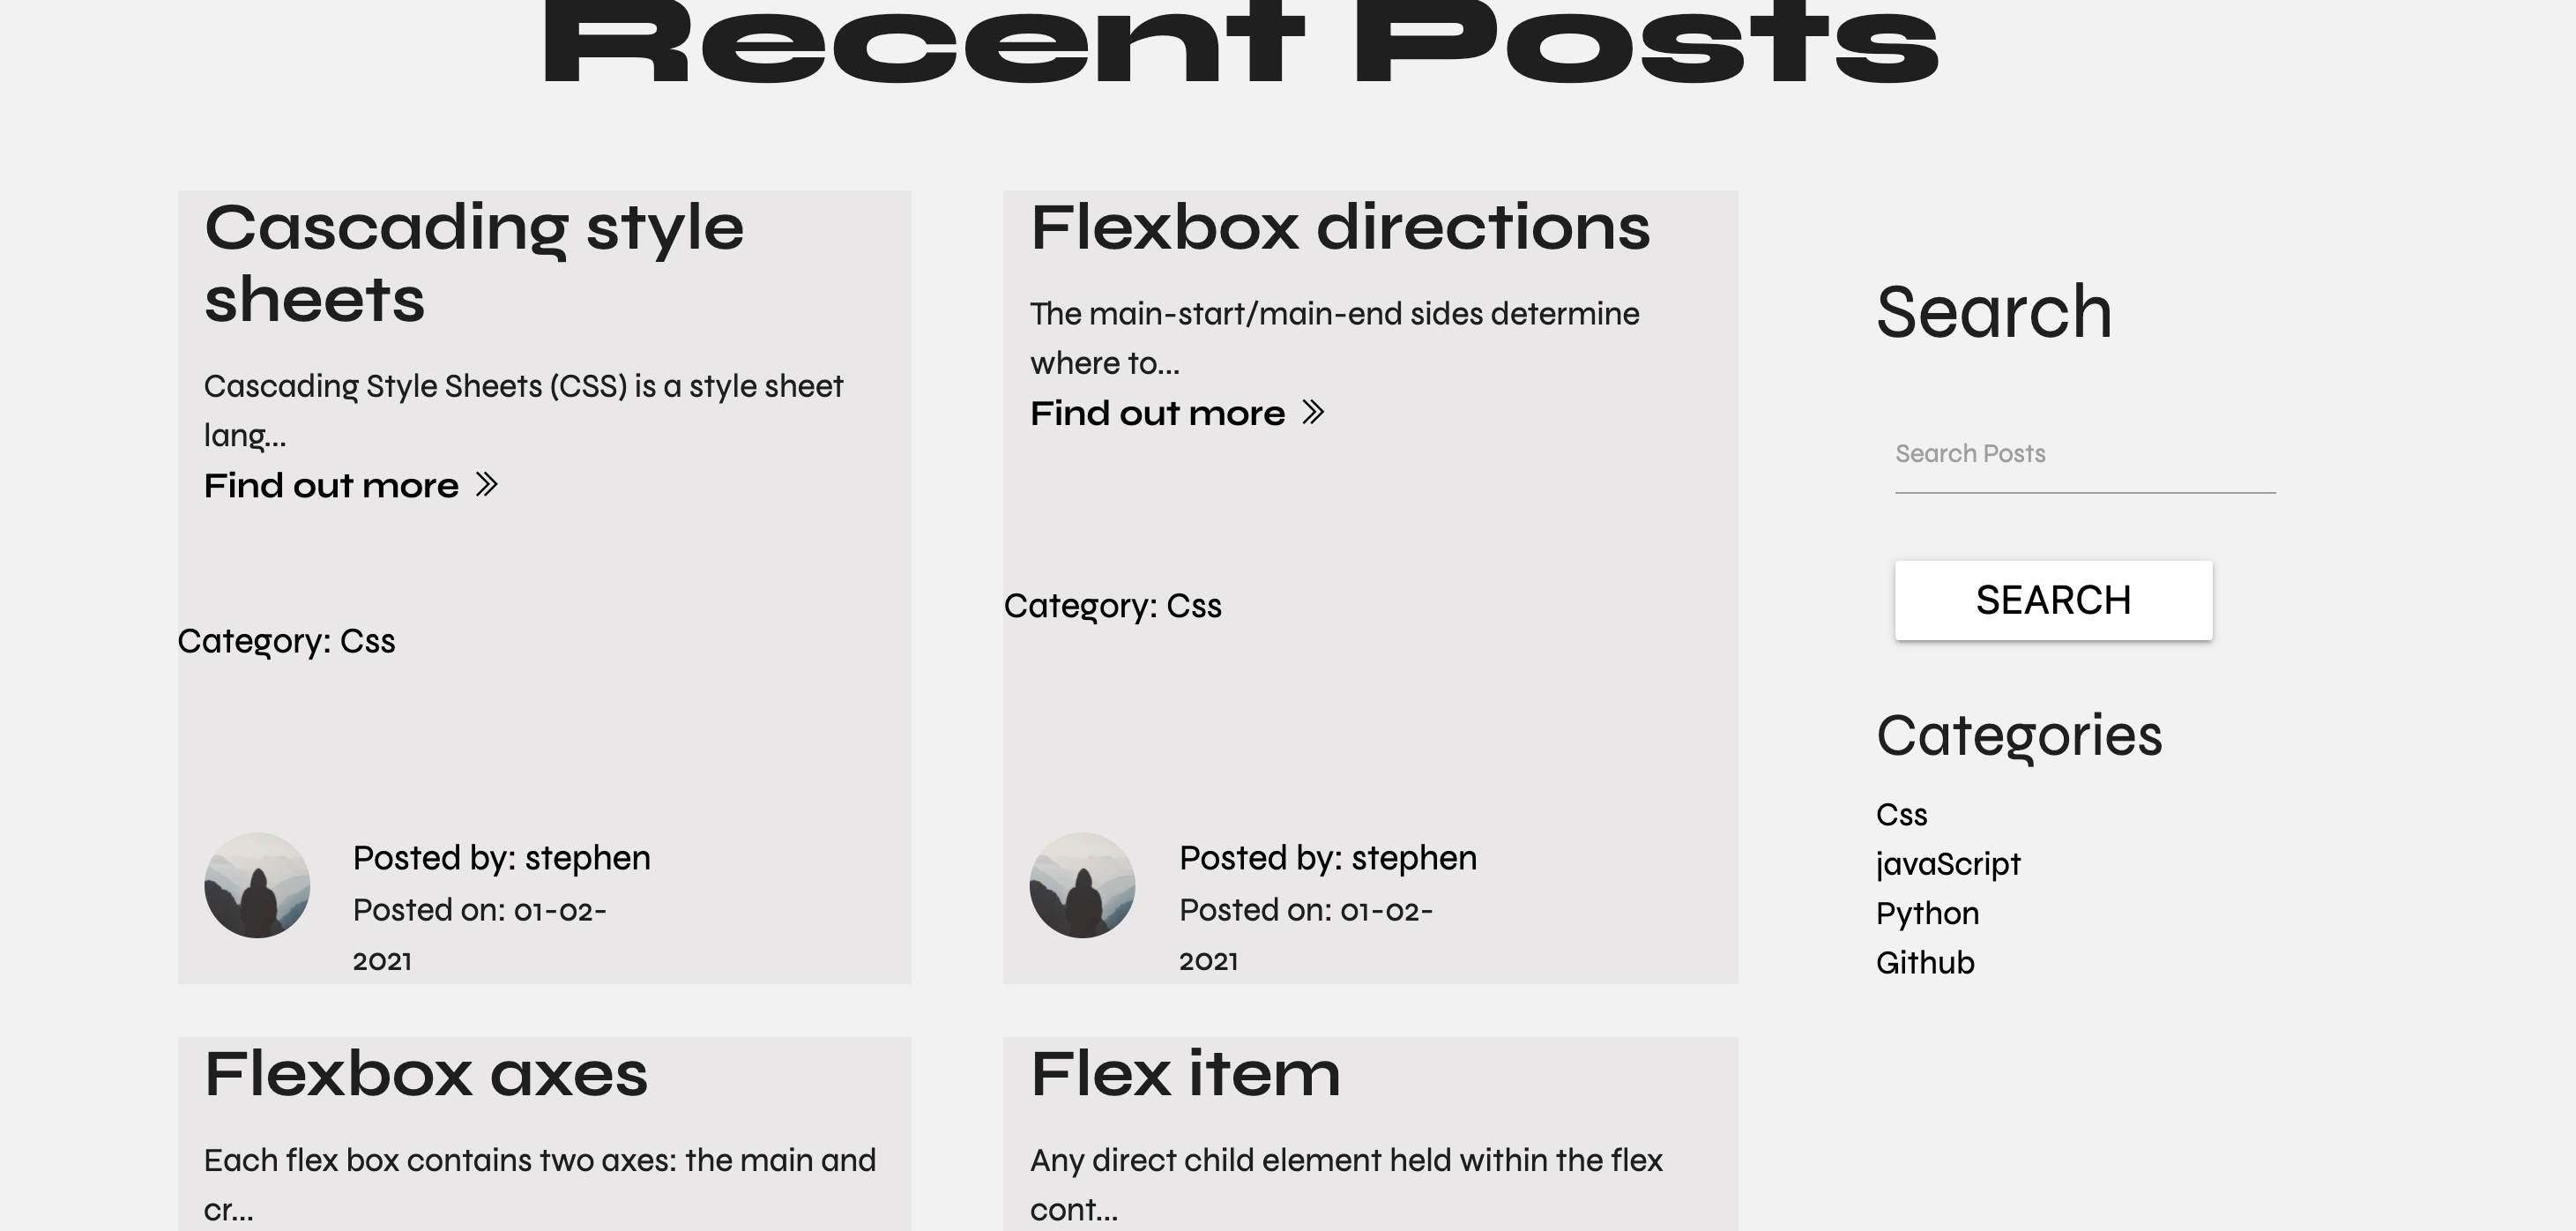 Recent Posts
Cascading style
sheets
Cascading Style Sheets (CSS) is a style sheet
lang...
Find out more
Category: Css
Posted by: stephen
Posted on: 01-02-
2021
Flexbox directions
The main-start/main-end sides determine
where to...
Find out more
Category: Css
Posted by: stephen
Posted on: 01-02-
2021
Flexbox axes
Each flex box contains two axes: the main and
cr...
Flex item
Any direct child element held within the flex
cont...
Search
Search Posts
SEARCH
Categories
Css
javaScript
Python
Github